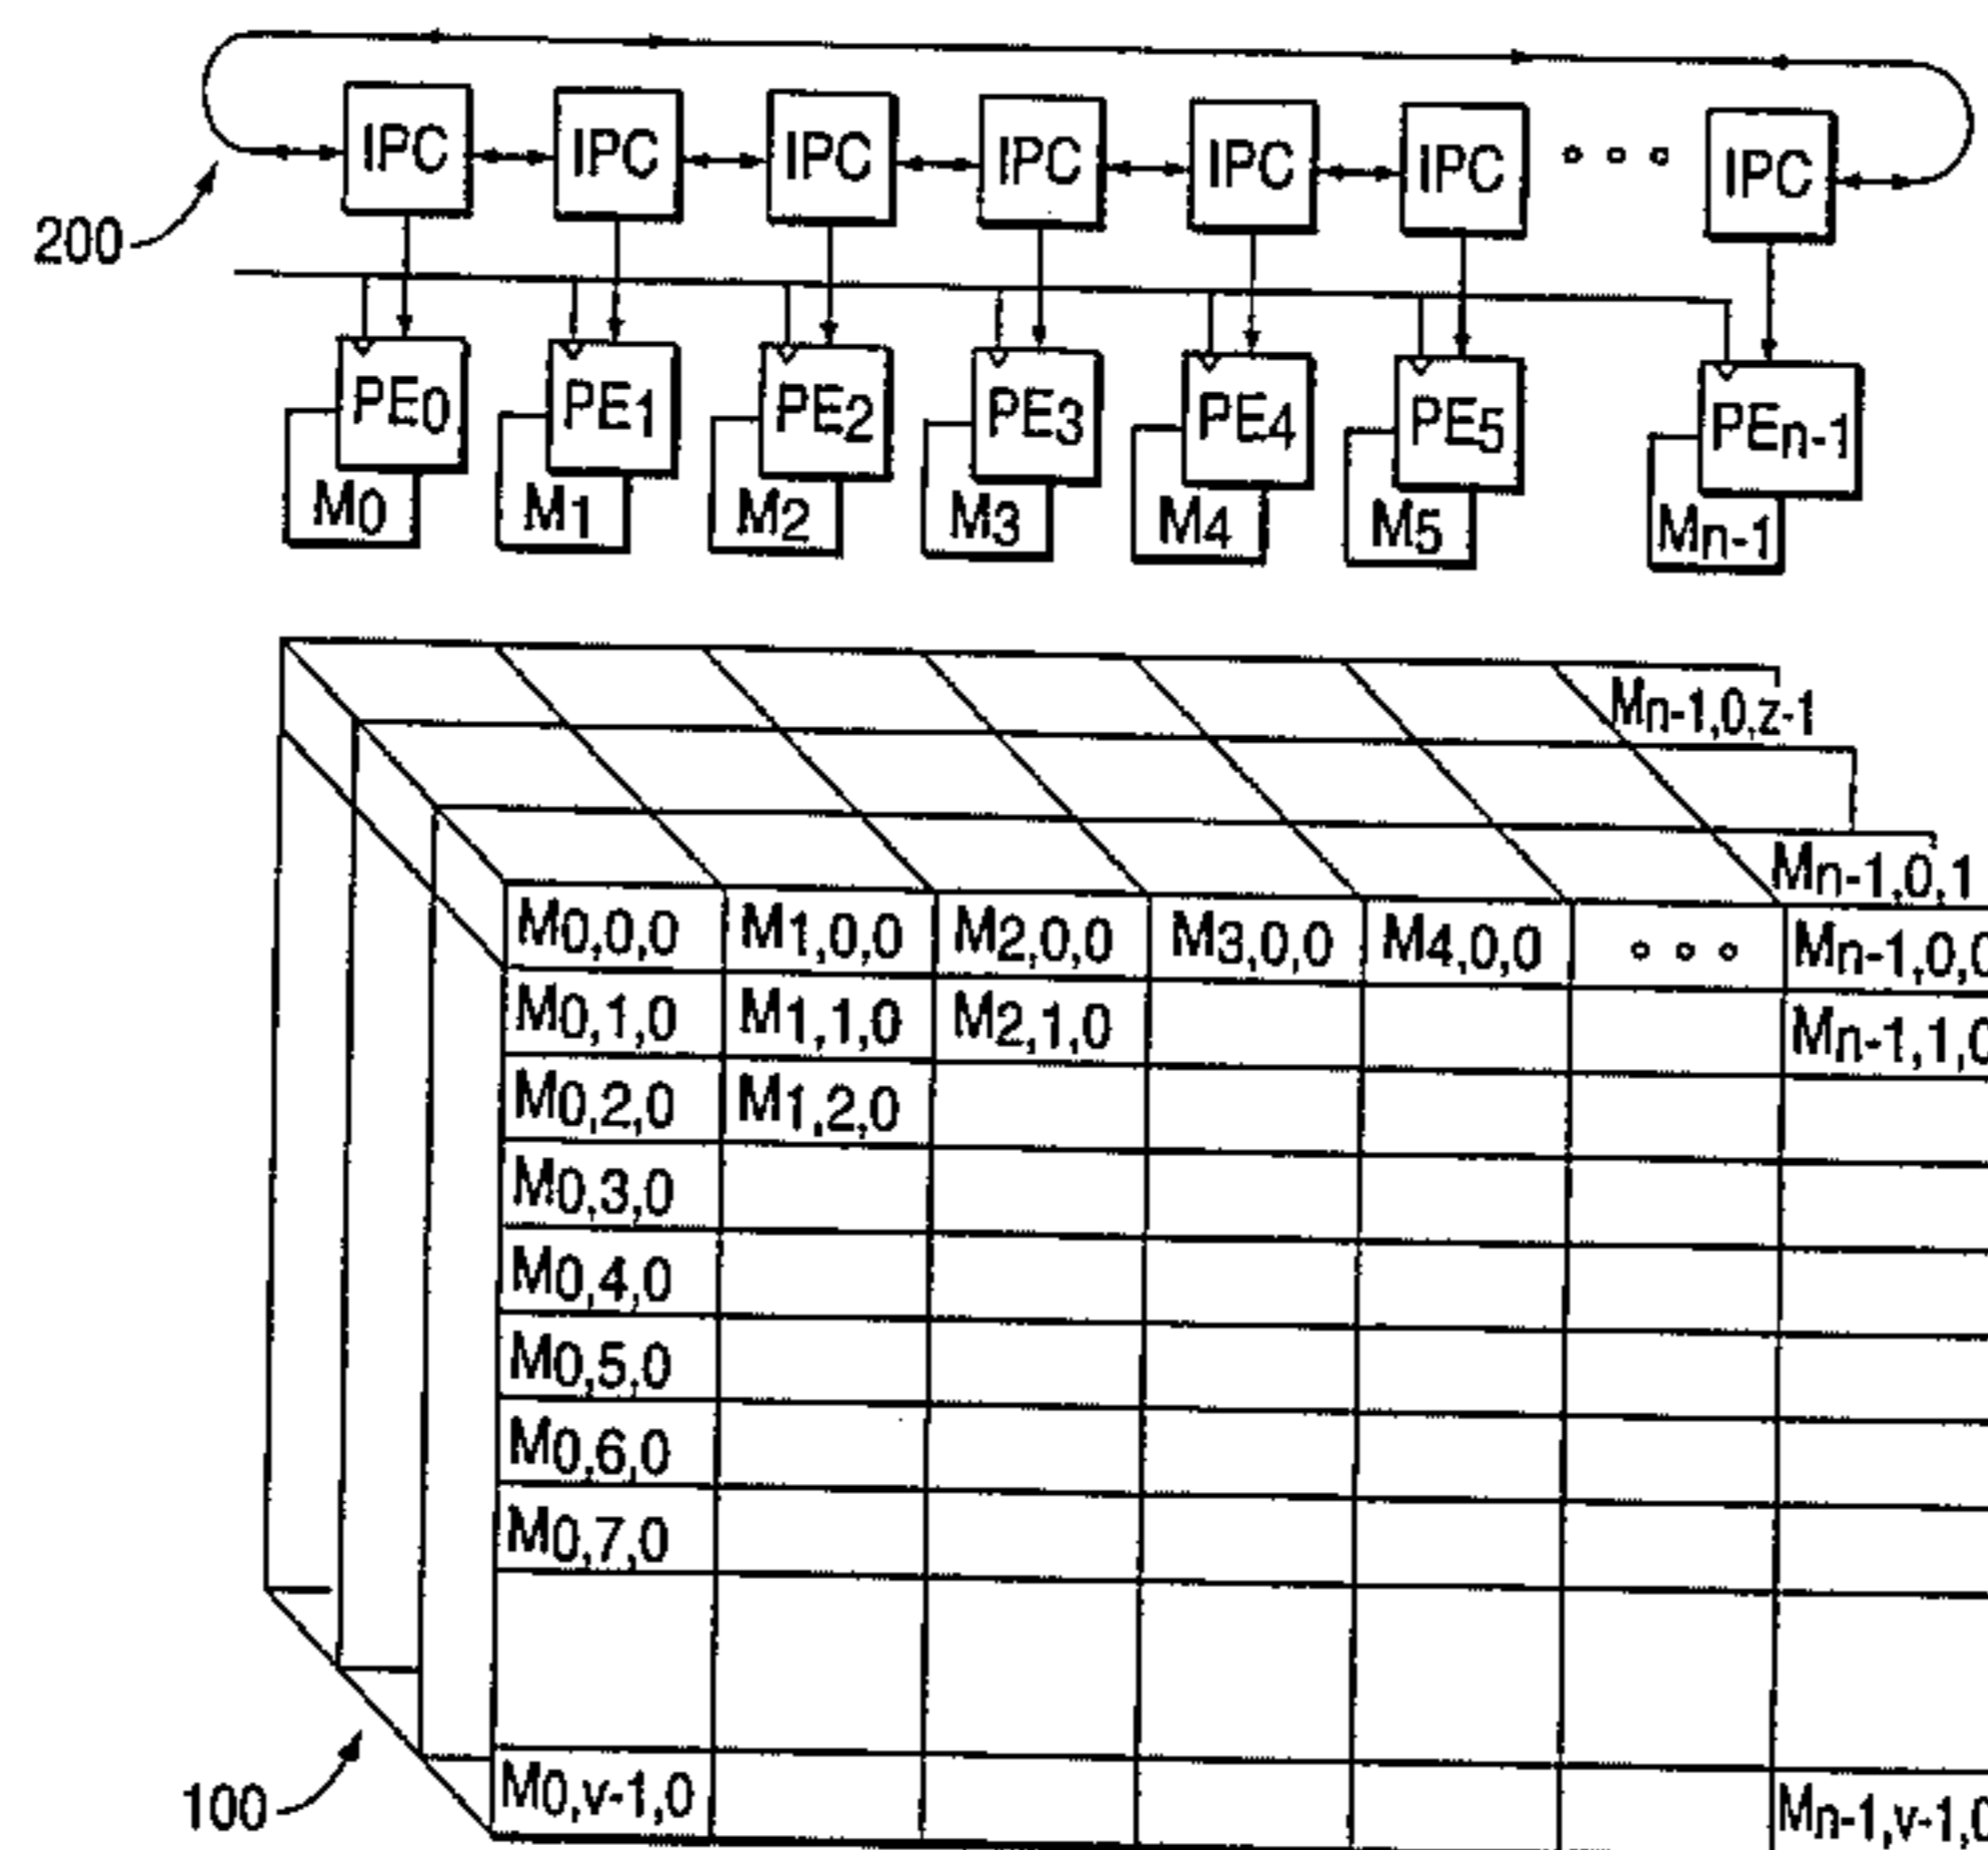 IPC IPC IPC IPC IPC IPC ∘ ∘ ∘ IPC
200
PE0 PE1 PE2 PE3 PE4 PE5 PEn-1
M0 M1 M2 M3 M4 M5 Mn-1
Mn-1,0,z-1
Mn-1,0,1
M0,0,0 M1,0,0 M2,0,0 M3,0,0 M4,0,0 ∘ ∘ ∘ Mn-1,0,0
M0,1,0 M1,1,0 M2,1,0 Mn-1,1,0
M0,2,0 M1,2,0
M0,3,0
M0,4,0
M0,5.0
M0,6,0
M0,7,0
M0,v-1,0 Mn-1,v-1,0
100